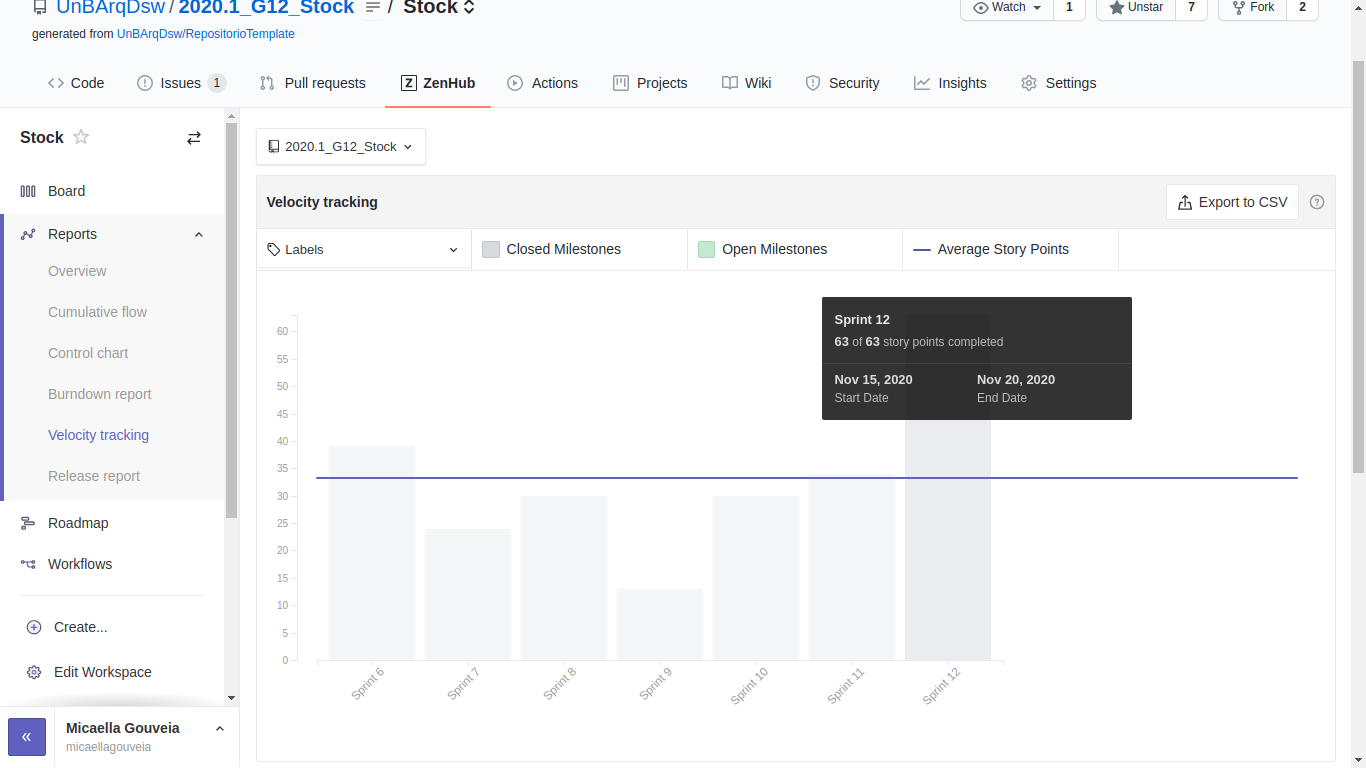 UnBArqDsw / 2020.1_G12_Stock / Stock
Watch 1 Unstar 7 Fork 2
generated from UnBArqDsw/RepositorioTemplate
Code Issues 1 Pull requests ZenHub Actions Projects Wiki Security Insights Settings
Stock
Board
Reports
Overview
Cumulative flow
Control chart
Burndown report
Velocity tracking
Release report
Roadmap
Workflows
Create...
Edit Workspace
Micaella Gouveia
micaellagouveia
2020.1_G12_Stock
Velocity tracking Export to CSV ?
Labels Closed Milestones Open Milestones Average Story Points
Sprint 12
63 of 63 story points completed
Nov 15, 2020 Nov 20, 2020
Start Date End Date
60
55
50
45
40
35
30
25
20
15
10
5
0
Sprint 6 Sprint 7 Sprint 8 Sprint 9 Sprint 10 Sprint 11 Sprint 12